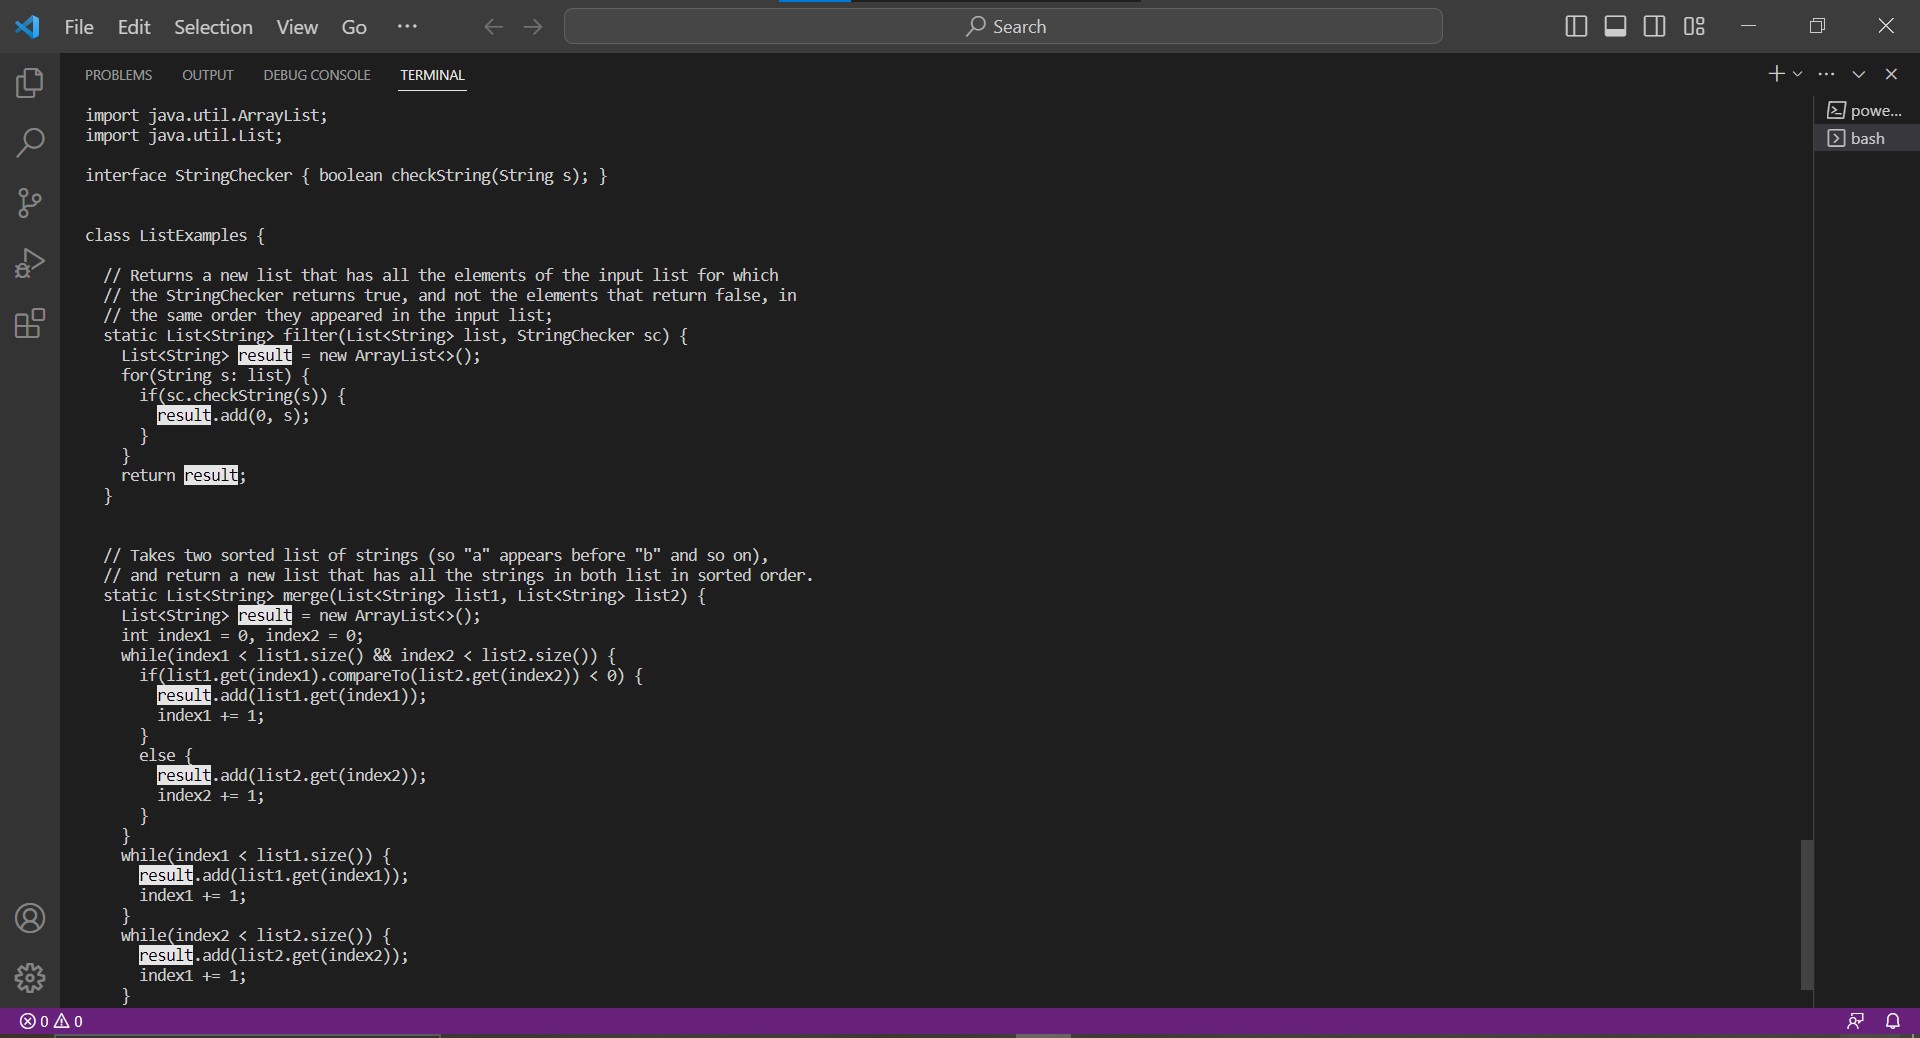 File Edit Selection View Go ··· Search
PROBLEMS OUTPUT DEBUG CONSOLE TERMINAL
powe...
bash
import java.util.ArrayList;
import java.util.List;

interface StringChecker { boolean checkString(String s); }


class ListExamples {

  // Returns a new list that has all the elements of the input list for which
  // the StringChecker returns true, and not the elements that return false, in
  // the same order they appeared in the input list;
  static List<String> filter(List<String> list, StringChecker sc) {
    List<String> result = new ArrayList<>();
    for(String s: list) {
      if(sc.checkString(s)) {
        result.add(0, s);
      }
    }
    return result;
  }


  // Takes two sorted list of strings (so "a" appears before "b" and so on),
  // and return a new list that has all the strings in both list in sorted order.
  static List<String> merge(List<String> list1, List<String> list2) {
    List<String> result = new ArrayList<>();
    int index1 = 0, index2 = 0;
    while(index1 < list1.size() && index2 < list2.size()) {
      if(list1.get(index1).compareTo(list2.get(index2)) < 0) {
        result.add(list1.get(index1));
        index1 += 1;
      }
      else {
        result.add(list2.get(index2));
        index2 += 1;
      }
    }
    while(index1 < list1.size()) {
      result.add(list1.get(index1));
      index1 += 1;
    }
    while(index2 < list2.size()) {
      result.add(list2.get(index2));
      index1 += 1;
    }
0 0